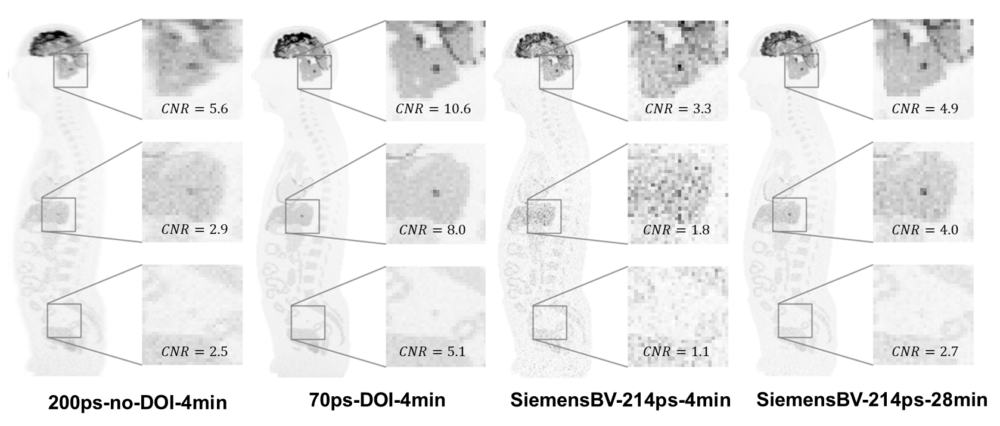 CNR = 5.6
CNR = 10.6
CNR = 3.3
CNR = 4.9
CNR = 2.9
CNR = 8.0
CNR = 1.8
CNR = 4.0
CNR = 2.5
CNR = 5.1
CNR = 1.1
CNR = 2.7
200ps-no-DOI-4min
70ps-DOI-4min
SiemensBV-214ps-4min
SiemensBV-214ps-28min